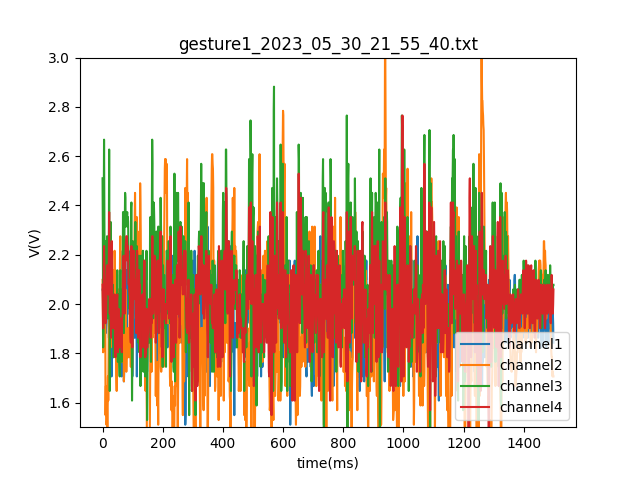 gesture1_2023_05_30_21_55_40.txt
3.0
2.8
2.6
2.4
2.2
2.0
1.8
1.6
V(V)
channel1
channel2
channel3
channel4
0 200 400 600 800 1000 1200 1400
time(ms)